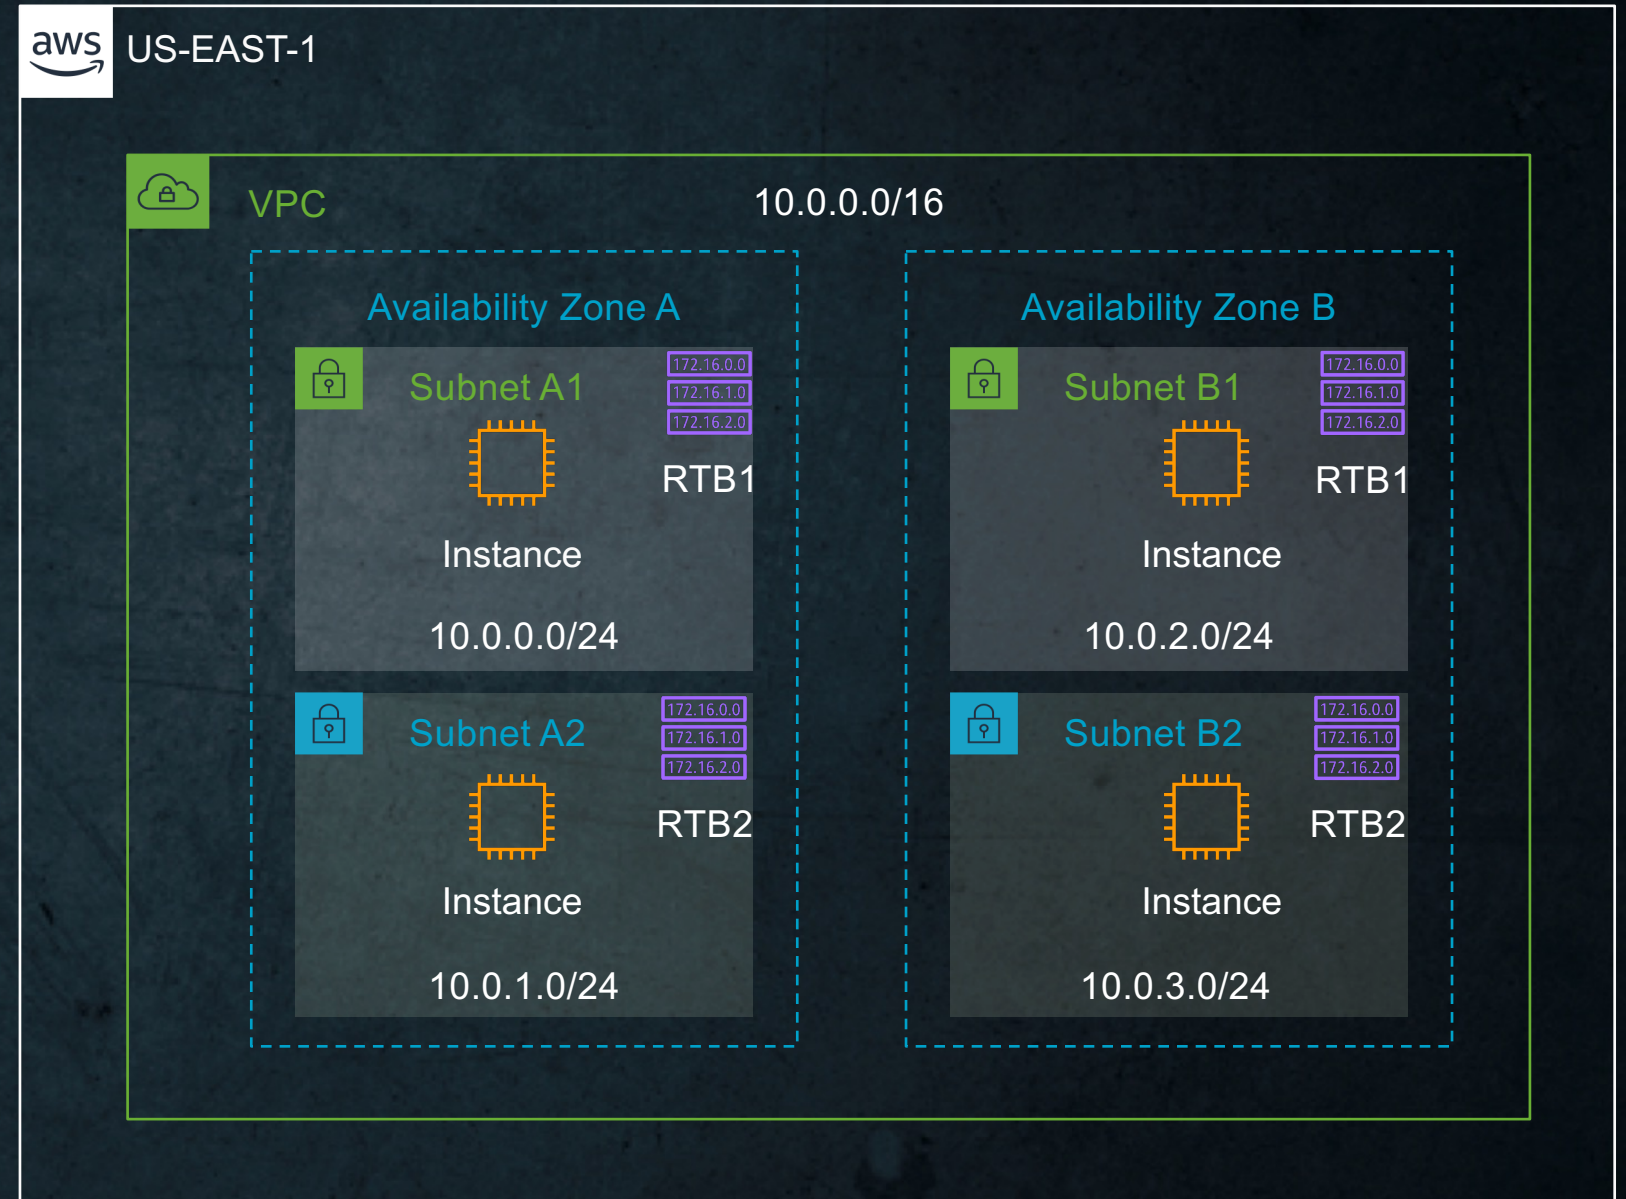 aws
US-EAST-1
VPC
10.0.0.0/16
Availability Zone A
Subnet A1
172.16.0.0
172.16.1.0
172.16.2.0
RTB1
Instance
10.0.0.0/24
Subnet A2
172.16.0.0
172.16.1.0
172.16.2.0
RTB2
Instance
10.0.1.0/24
Availability Zone B
Subnet B1
172.16.0.0
172.16.1.0
172.16.2.0
RTB1
Instance
10.0.2.0/24
Subnet B2
172.16.0.0
172.16.1.0
172.16.2.0
RTB2
Instance
10.0.3.0/24